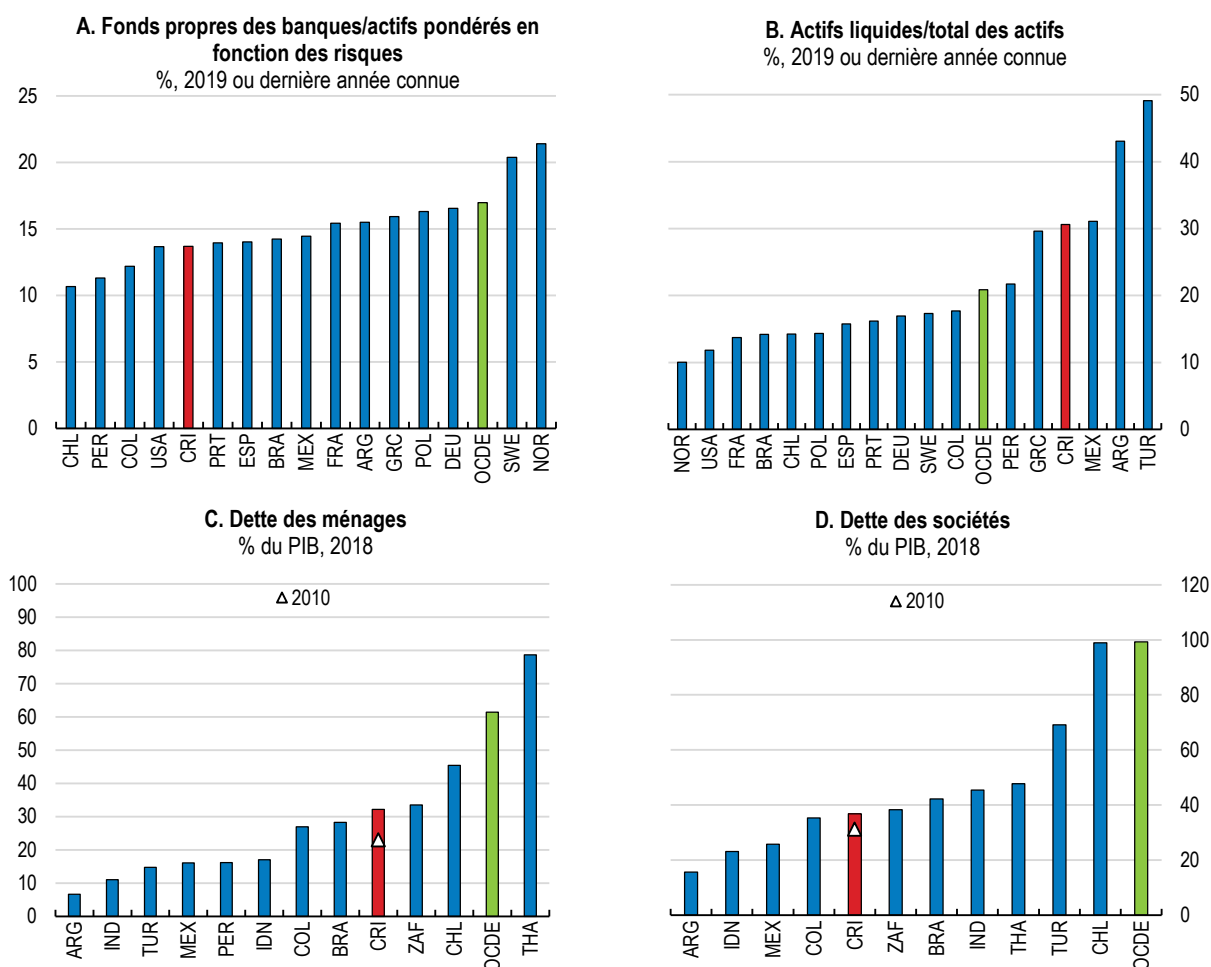 A. Fonds propres des banques/actifs pondérés en
fonction des risques
%, 2019 ou dernière année connue
25
20
15
10
5
0
CHL
PER
COL
USA
CRI
PRT
ESP
BRA
MEX
FRA
ARG
GRC
POL
DEU
OCDE
SWE
NOR
B. Actifs liquides/total des actifs
%, 2019 ou dernière année connue
50
40
30
20
10
0
NOR
USA
FRA
BRA
CHL
POL
ESP
PRT
DEU
SWE
COL
OCDE
PER
GRC
CRI
MEX
ARG
TUR
C. Dette des ménages
% du PIB, 2018
100
90
80
70
60
50
40
30
20
10
0
2010
ARG
IND
TUR
MEX
PER
IDN
COL
BRA
CRI
ZAF
CHL
OCDE
THA
D. Dette des sociétés
% du PIB, 2018
120
100
80
60
40
20
0
2010
ARG
IDN
MEX
COL
CRI
ZAF
BRA
IND
THA
TUR
CHL
OCDE